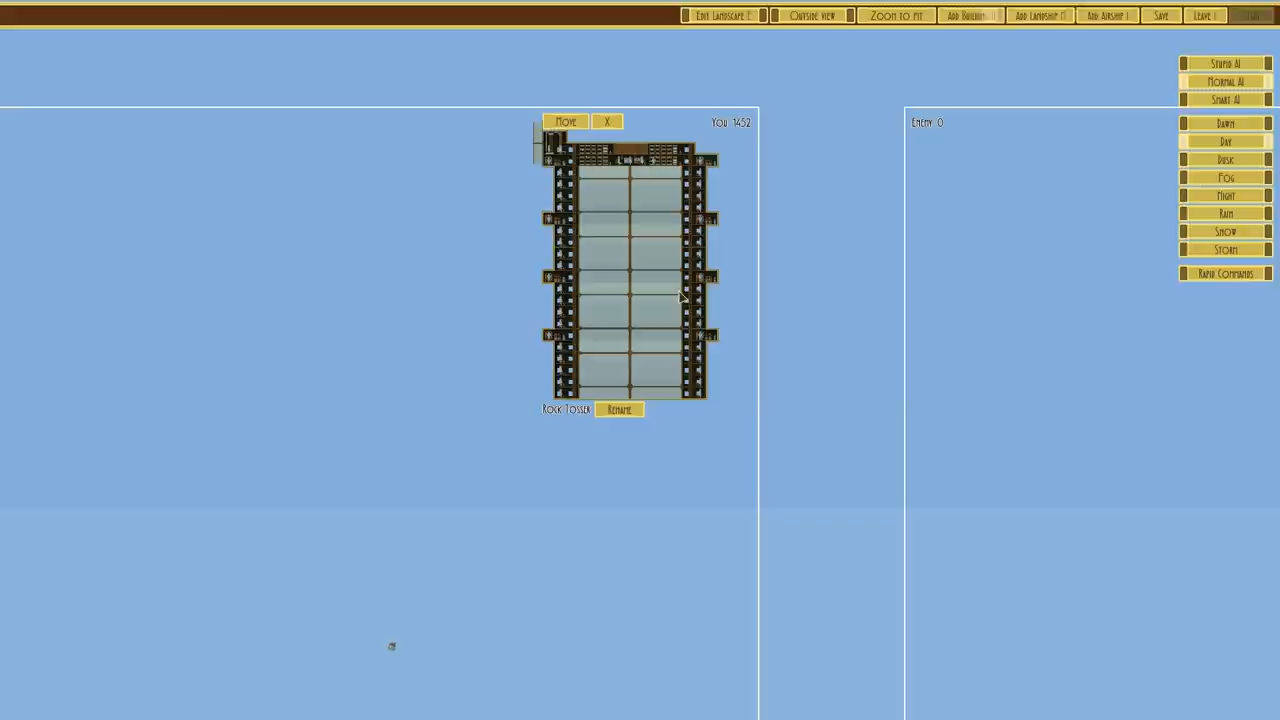 Edit Landscape E
Outside view
Zoom to fit
Add Building
Add Landship
Add Airship
Save
Leave
Stupid AI
Normal AI
Smart AI
Move
X
You 1452
Enemy 0
Dawn
Day
Dusk
Fog
Night
Rain
Snow
Storm
Rapid Commands
Rock Tosser
Rename